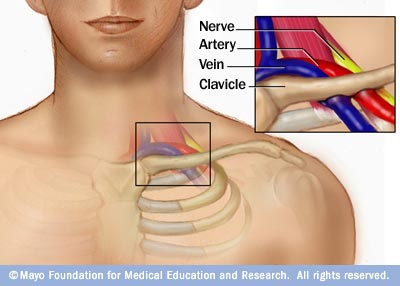 Nerve
Artery
Vein
Clavicle
© Mayo Foundation for Medical Education and Research. All rights reserved.